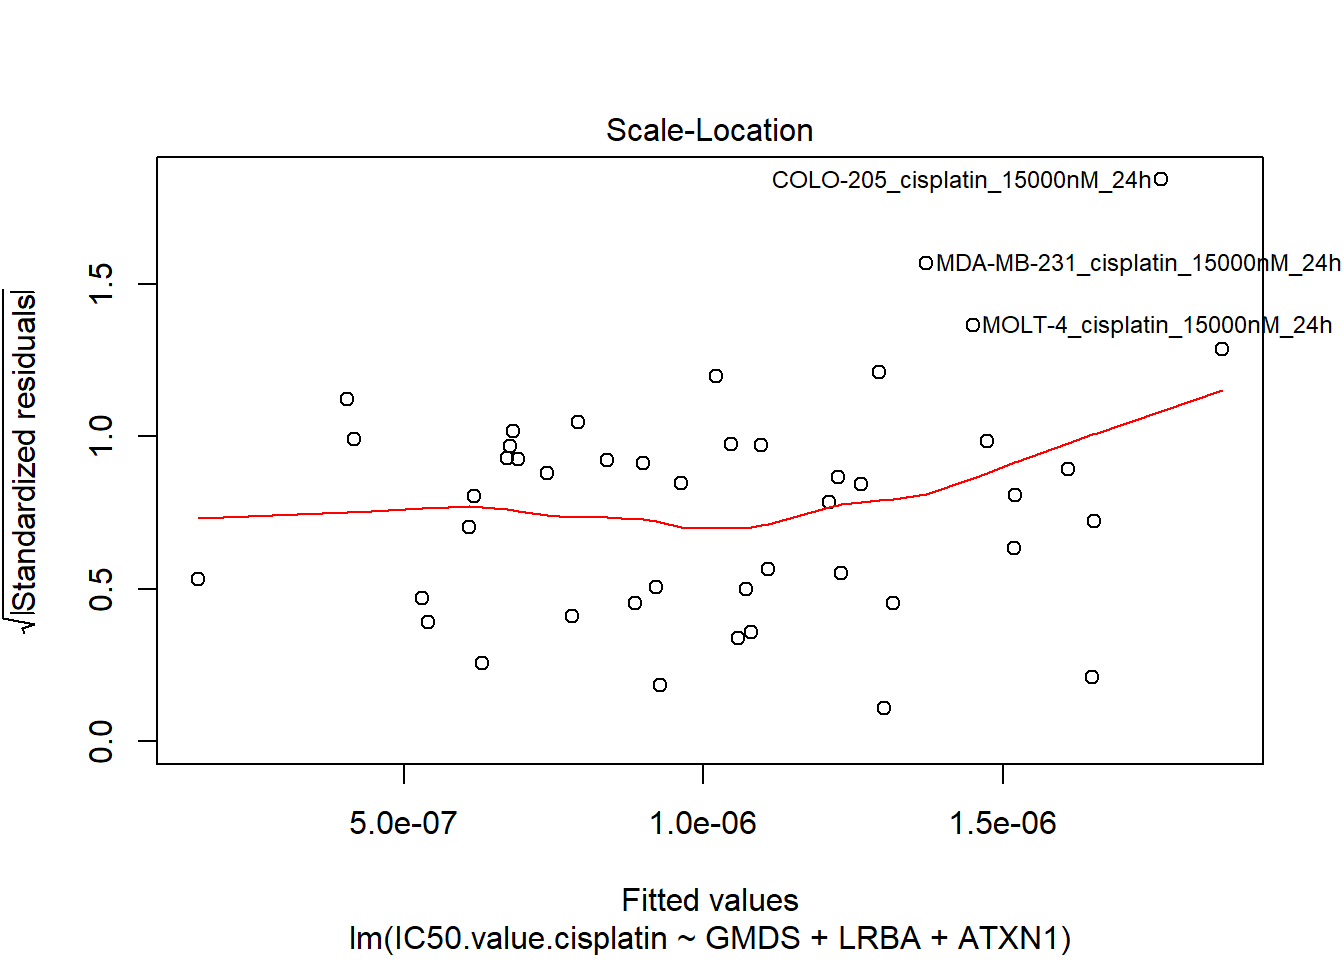 Scale-Location
COLO-205_cisplatin_15000nM_24h
MDA-MB-231_cisplatin_15000nM_24h
MOLT-4_cisplatin_15000nM_24h
√|Standardized residuals|
1.5
1.0
0.5
0.0
5.0e-07 1.0e-06 1.5e-06
Fitted values
lm(IC50.value.cisplatin ~ GMDS + LRBA + ATXN1)